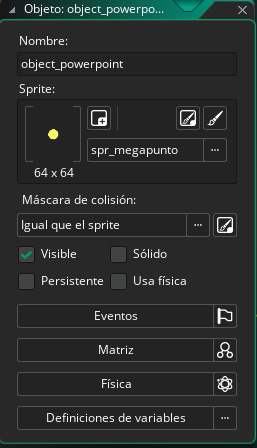 Objeto: object_powerpo...
Nombre:
object_powerpoint
Sprite:
spr_megapunto ...
64 x 64
Máscara de colisión:
Igual que el sprite ...
Visible Sólido
Persistente Usa física
Eventos
Matriz
Física
Definiciones de variables ...